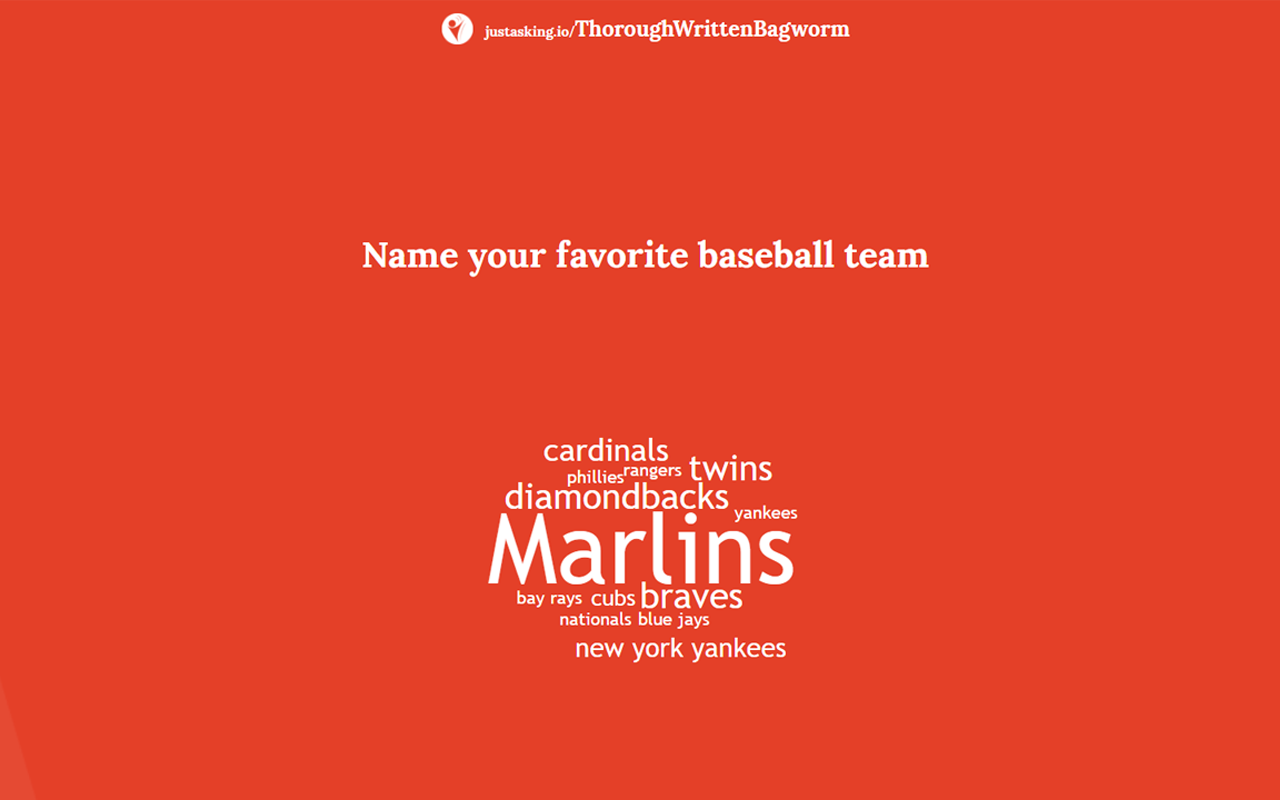 justasking.io/ThoroughWrittenBagworm
Name your favorite baseball team
cardinals
phillies rangers twins
diamondbacks
yankees
Marlins
bay rays cubs braves
nationals blue jays
new york yankees